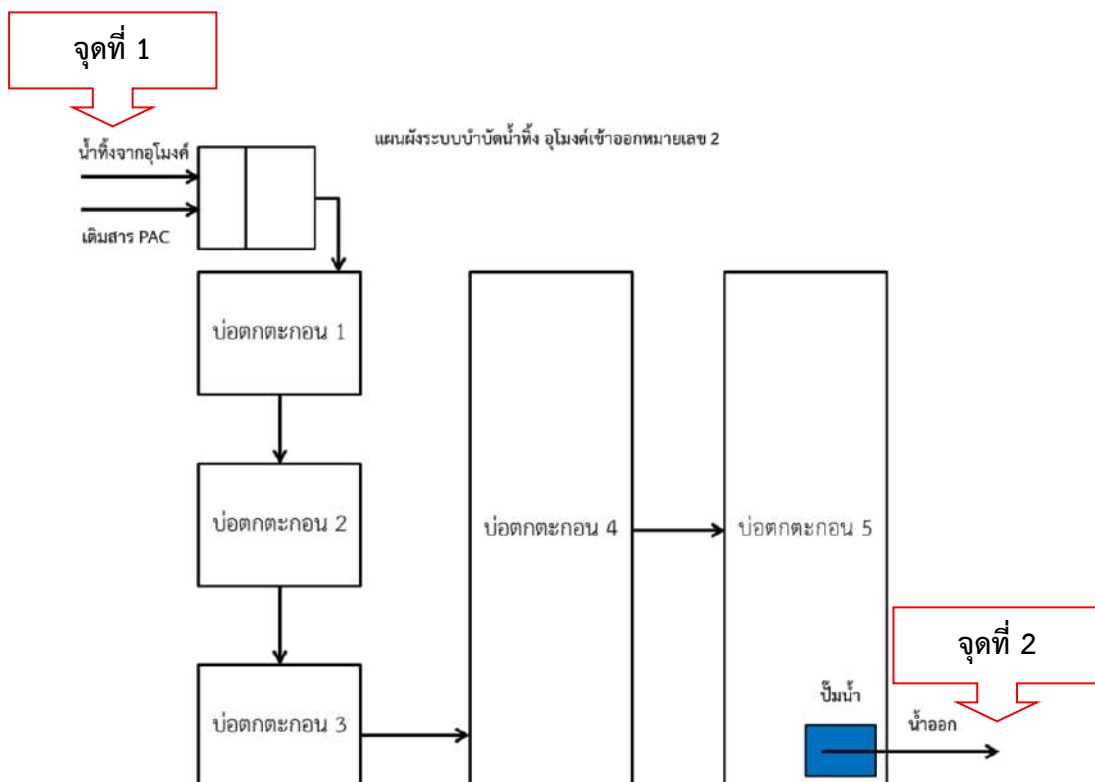 จุดที่ 1
แผนผังระบบบำบัดน้ำทิ้ง อุโมงค์เข้าออกหมายเลข 2
น้ำทิ้งจากอุโมงค์
เติมสาร PAC
บ่อตกตะกอน 1
บ่อตกตะกอน 2
บ่อตกตะกอน 4
บ่อตกตะกอน 5
จุดที่ 2
ปั๊มน้ำ
น้ำออก
บ่อตกตะกอน 3